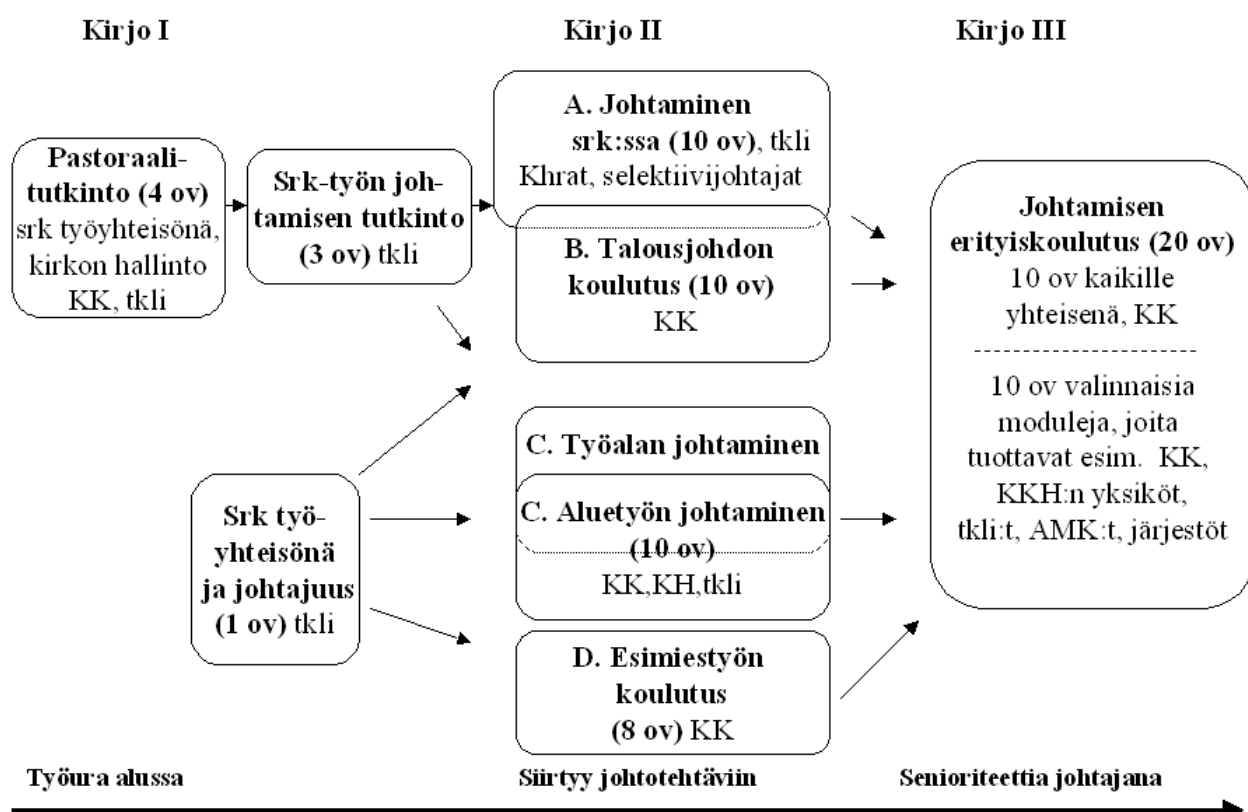 Kirjo I
Kirjo II
Kirjo III
Pastoraali-
tutkinto (4 ov)
srk työyhteisönä,
kirkon hallinto
KK, tkli
Srk-työn joh-
tamisen tutkinto
(3 ov) tkli
Srk työ-
yhteisönä
ja johtajuus
(1 ov) tkli
A. Johtaminen
srk:ssa (10 ov), tkli
Khrat, selektiivijohtajat
B. Talousjohdon
koulutus (10 ov)
KK
C. Työalan johtaminen
C. Aluetyön johtaminen
(10 ov)
KK,KH,tkli
D. Esimiestyön
koulutus
(8 ov) KK
Johtamisen
erityiskoulutus (20 ov)
10 ov kaikille
yhteisenä, KK
10 ov valinnaisia
moduleja, joita
tuottavat esim. KK,
KKH:n yksiköt,
tkli:t, AMK:t, järjestöt
Työura alussa
Siirtyy johtotehtäviin
Senioriteettia johtajana